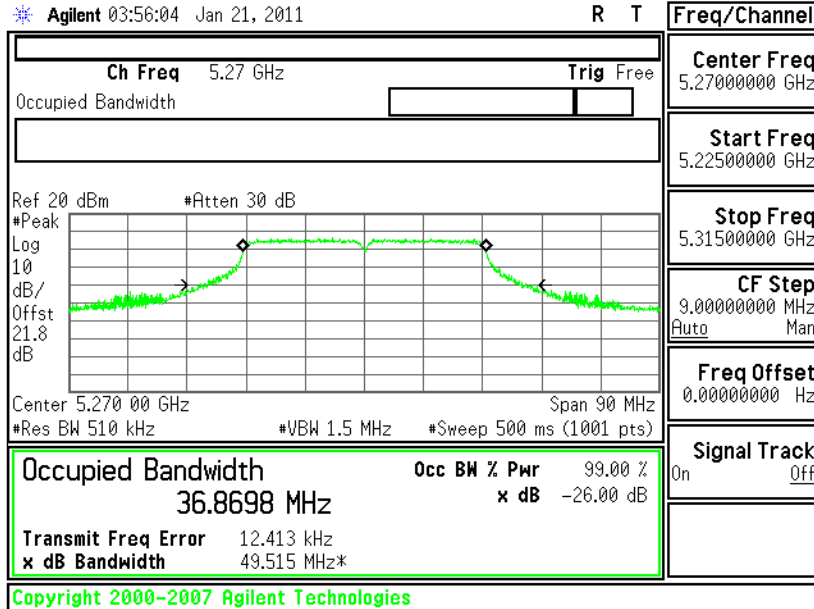 Agilent 03:56:04 Jan 21, 2011 R T
Freq/Channel
Ch Freq 5.27 GHz Trig Free
Occupied Bandwidth
Center Freq
5.27000000 GHz
Start Freq
5.22500000 GHz
Stop Freq
5.31500000 GHz
CF Step
9.00000000 MHz
Auto Man
Freq Offset
0.00000000 Hz
Signal Track
On Off
Ref 20 dBm #Atten 30 dB
#Peak
Log
10
dB/
Offst
21.8
dB
Center 5.270 00 GHz Span 90 MHz
#Res BW 510 kHz #VBW 1.5 MHz #Sweep 500 ms (1001 pts)
Occupied Bandwidth Occ BW % Pwr 99.00 %
36.8698 MHz x dB -26.00 dB
Transmit Freq Error 12.413 kHz
x dB Bandwidth 49.515 MHz*
Copyright 2000-2007 Agilent Technologies